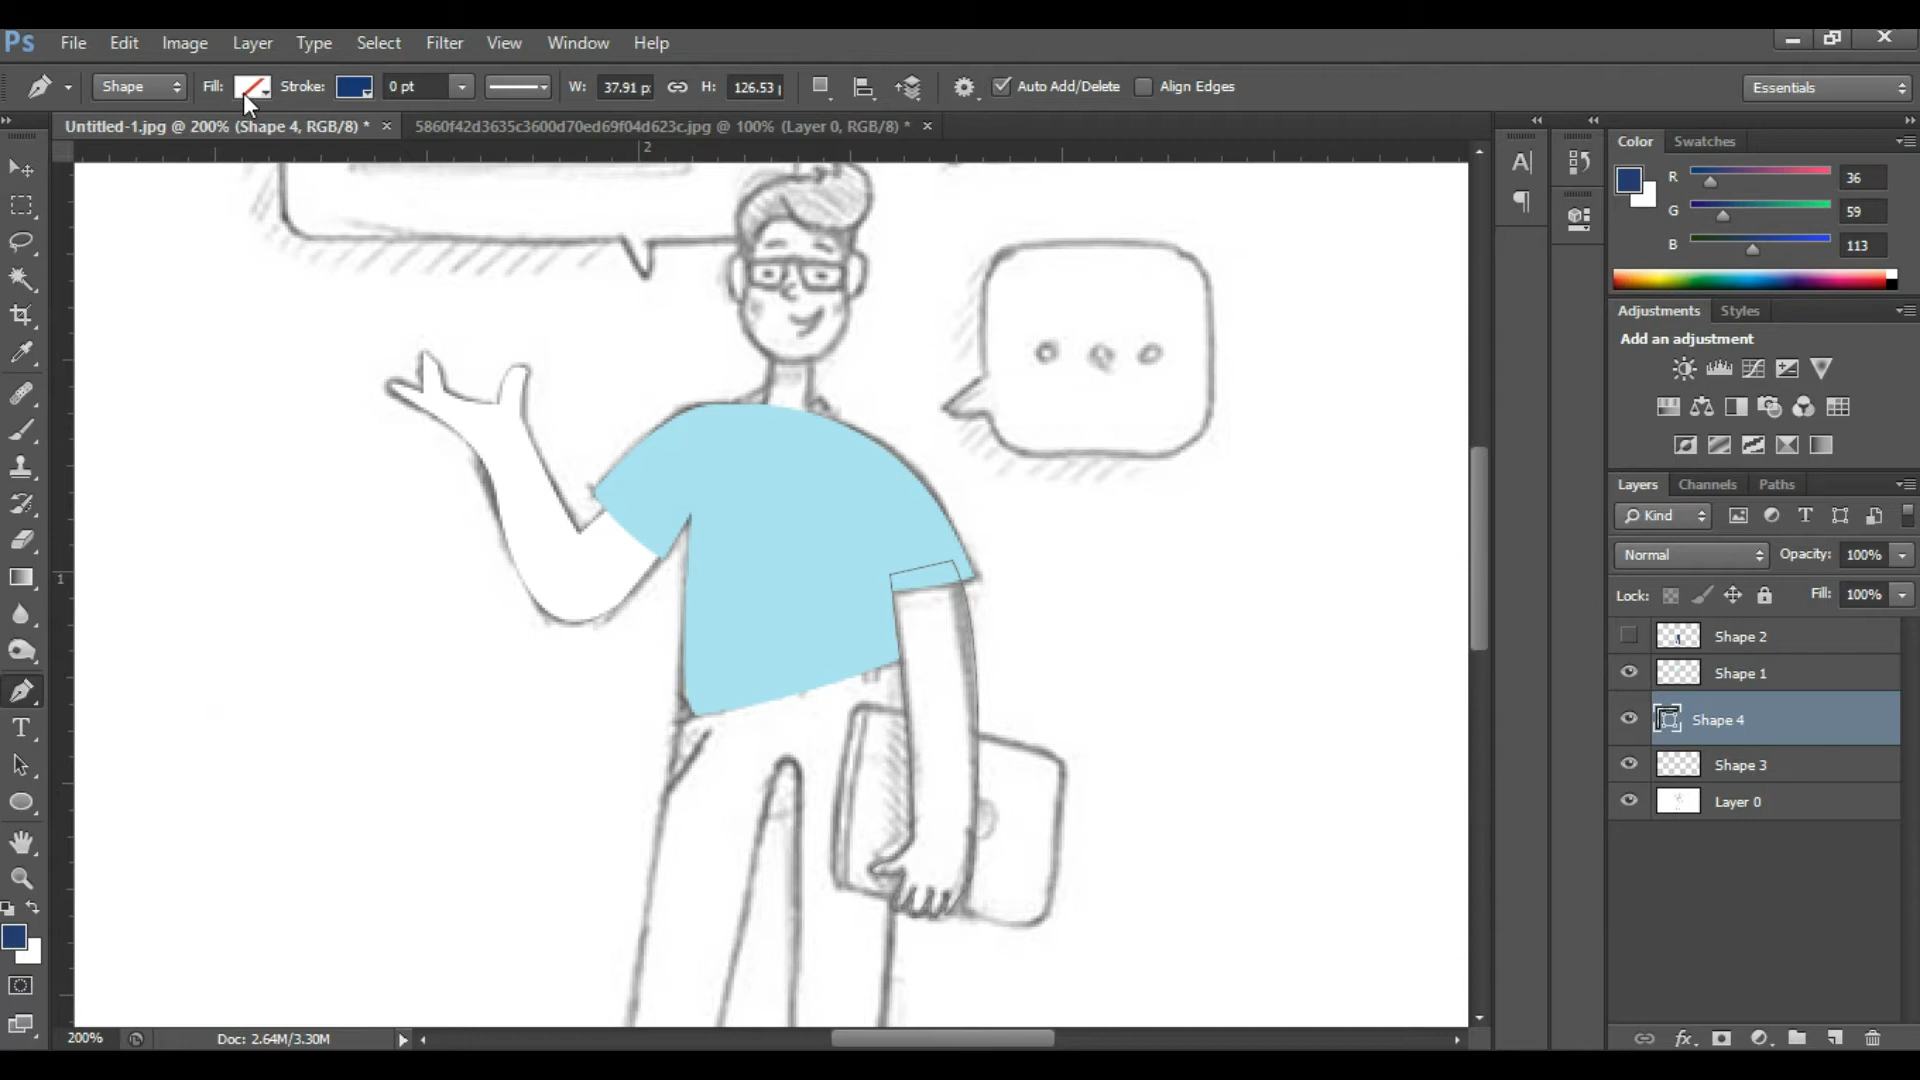 Ps File Edit Image Layer Type Select Filter View Window Help
Shape Fill: Stroke: 0 pt W: 37.91 p: H: 126.53 Auto Add/Delete Align Edges Essentials
Untitled-1.jpg @ 200% (Shape 4, RGB/8) * × 5860f42d3635c3600d70ed69f04d623c.jpg @ 100% (Layer 0, RGB/8) * ×
2
1
Color Swatches
R 36
G 59
B 113
Adjustments Styles
Add an adjustment
Layers Channels Paths
Kind
Normal Opacity: 100%
Lock: Fill: 100%
Shape 2
Shape 1
Shape 4
Shape 3
Layer 0
200% Doc: 2.64M/3.30M